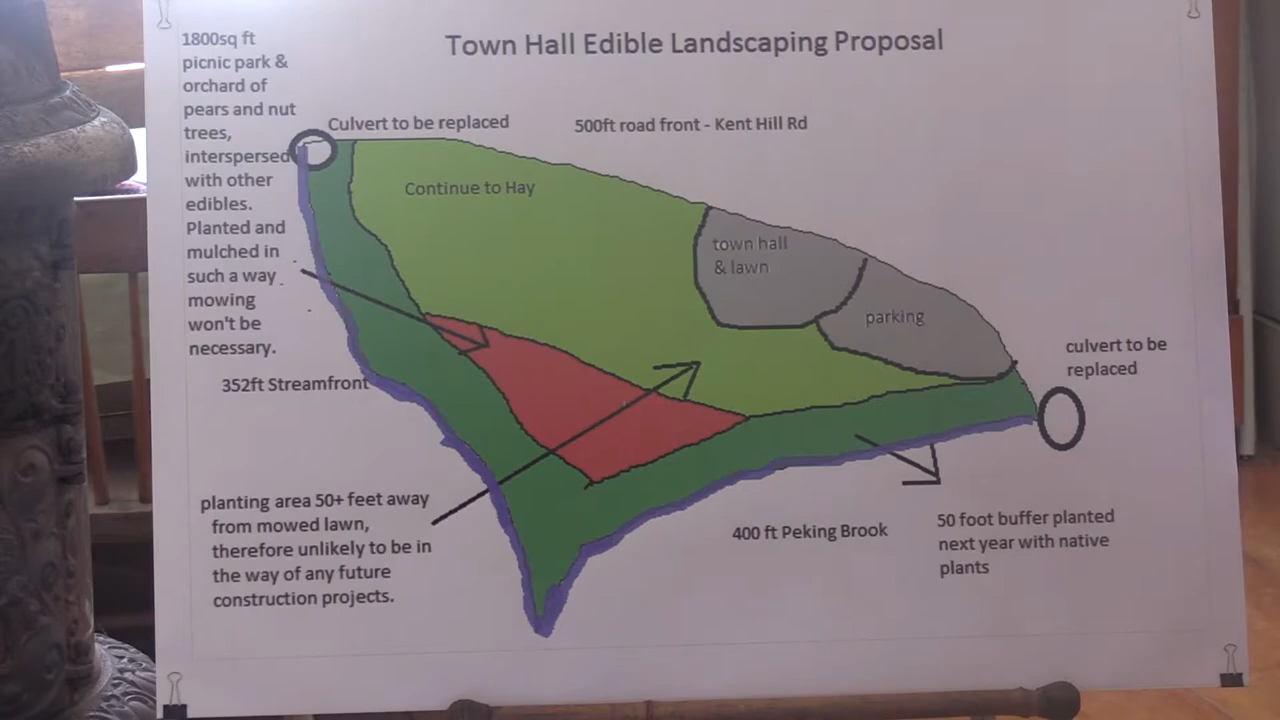 Town Hall Edible Landscaping Proposal
1800sq ft
picnic park &
orchard of
pears and nut
trees,
interspersed
with other
edibles.
Planted and
mulched in
such a way
mowing
won't be
necessary.
Culvert to be replaced
500ft road front - Kent Hill Rd
Continue to Hay
town hall
& lawn
parking
culvert to be
replaced
352ft Streamfront
planting area 50+ feet away
from mowed lawn,
therefore unlikely to be in
the way of any future
construction projects.
400 ft Peking Brook
50 foot buffer planted
next year with native
plants